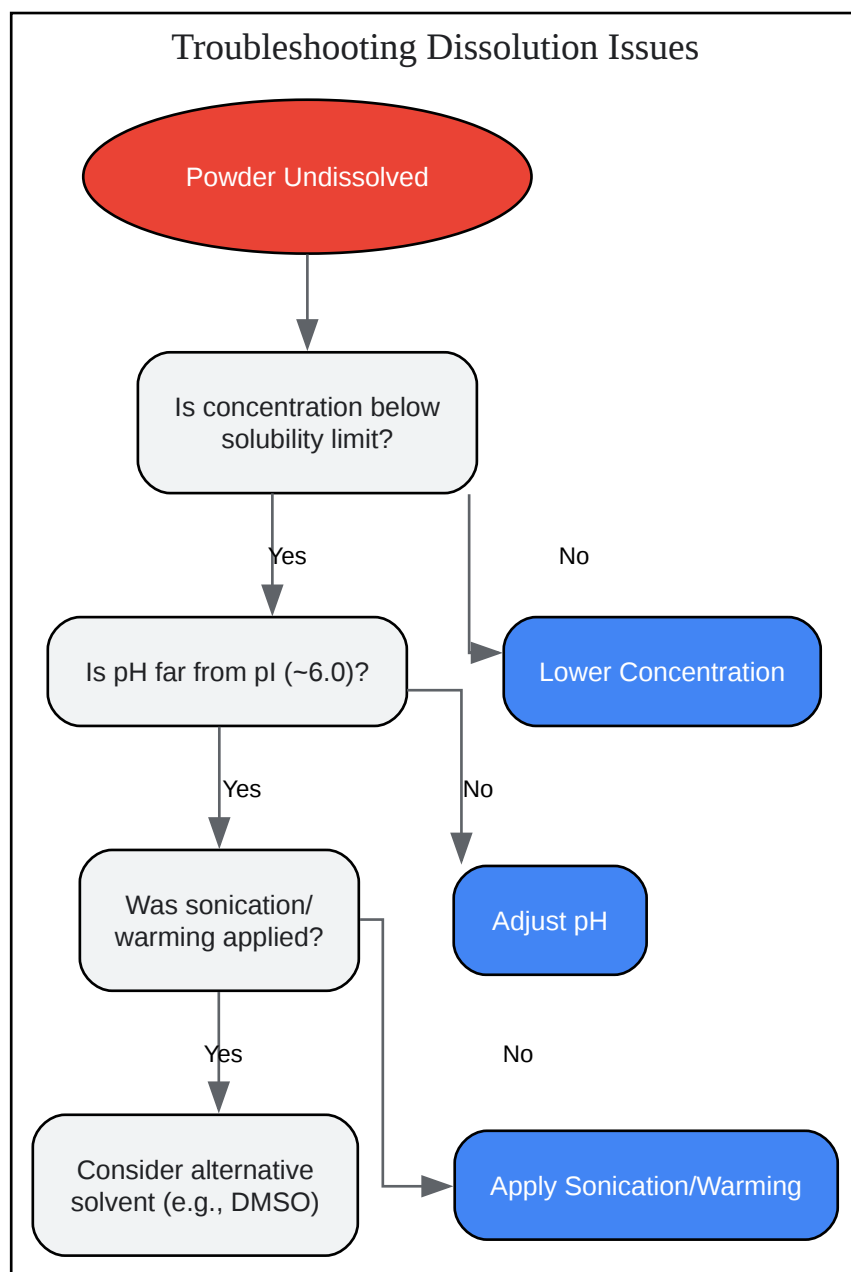 Troubleshooting Dissolution Issues
Powder Undissolved
Is concentration below
solubility limit?
Yes
No
Is pH far from pI (~6.0)?
Lower Concentration
Yes
No
Was sonication/
warming applied?
Adjust pH
Yes
No
Consider alternative
solvent (e.g., DMSO)
Apply Sonication/Warming